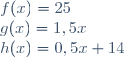 f(x) = 25
g(x) = 1,5x
h(x) = 0,5x + 14